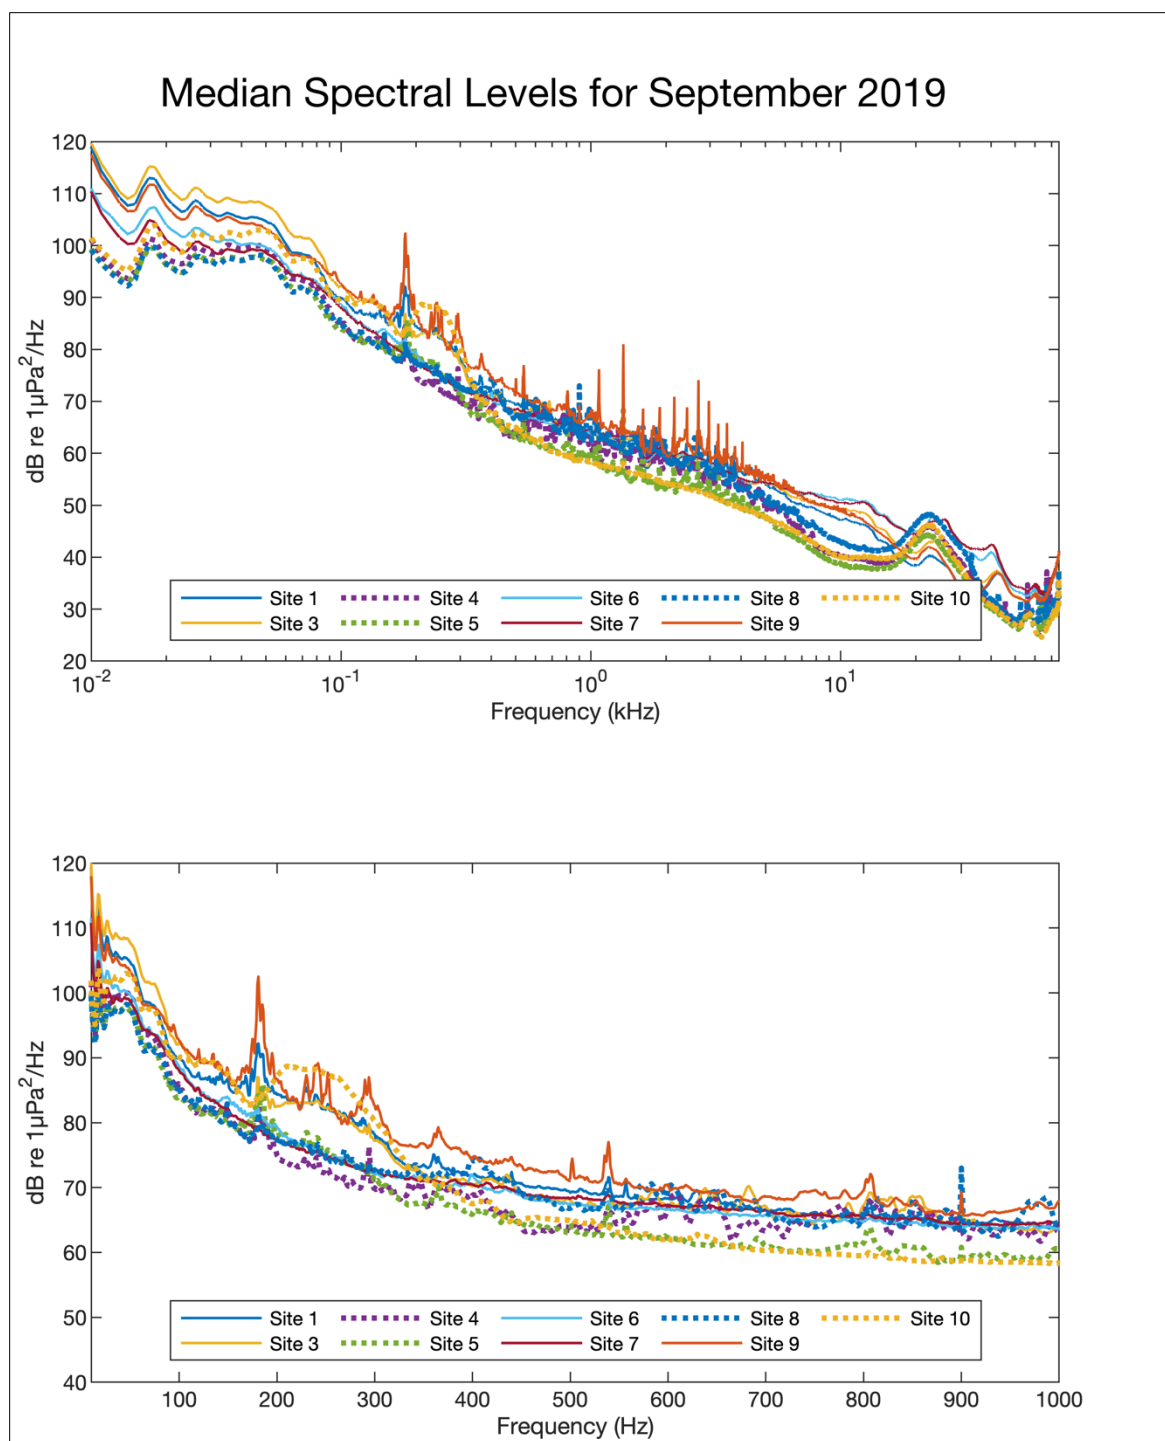 Median Spectral Levels for September 2019
120
110
100
90
80
70
60
50
40
30
20
dB re 1µPa²/Hz
Site 1 Site 4 Site 6 Site 8 Site 10
Site 3 Site 5 Site 7 Site 9
10⁻² 10⁻¹ 10⁰ 10¹
Frequency (kHz)
120
110
100
90
80
70
60
50
40
dB re 1µPa²/Hz
Site 1 Site 4 Site 6 Site 8 Site 10
Site 3 Site 5 Site 7 Site 9
100 200 300 400 500 600 700 800 900 1000
Frequency (Hz)